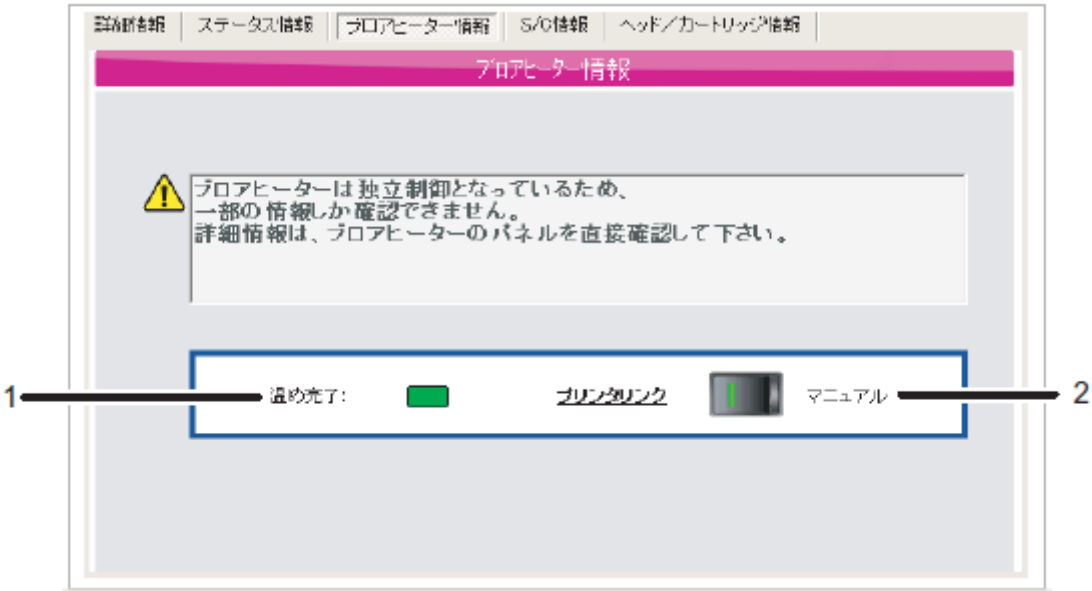 詳細情報 ステータス情報 ブロアヒーター情報 S/C情報 ヘッド／カートリッジ情報
ブロアヒーター情報
ブロアヒーターは独立制御となっているため、
一部の情報しか確認できません。
詳細情報は、ブロアヒーターのパネルを直接確認して下さい。
1 温め完了: プリンタリンク マニュアル 2